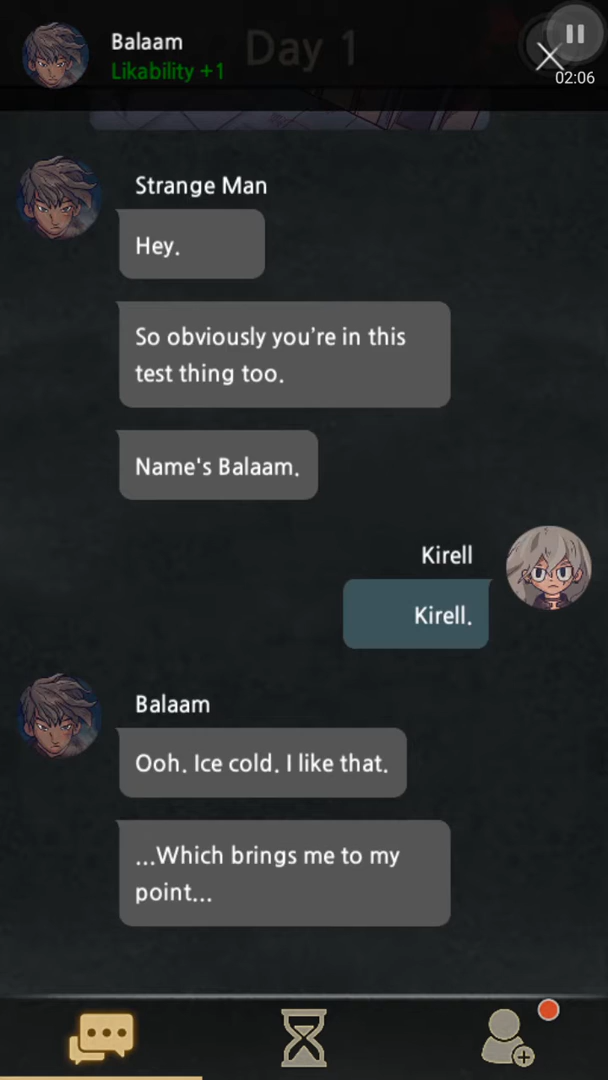 Balaam
Day 1
Likability +1
02:06
Strange Man
Hey.
So obviously you're in this
test thing too.
Name's Balaam.
Kirell
Kirell.
Balaam
Ooh. Ice cold. I like that.
...Which brings me to my
point...